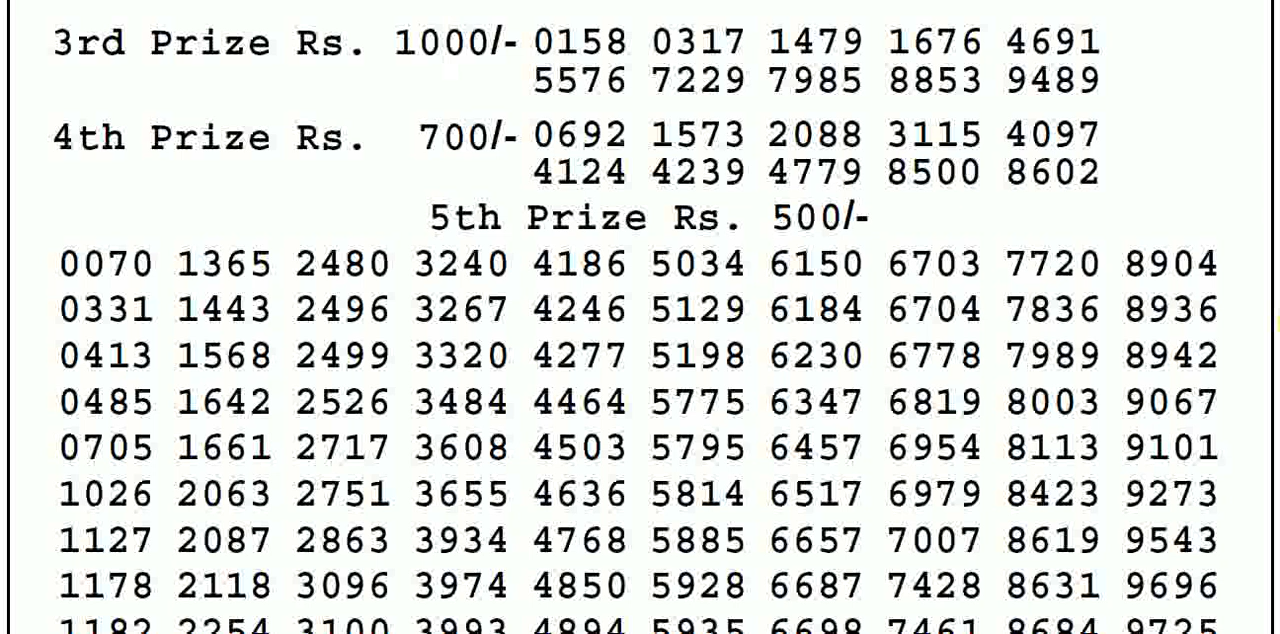 3rd Prize Rs. 1000/- 0158 0317 1479 1676 4691
5576 7229 7985 8853 9489
4th Prize Rs. 700/- 0692 1573 2088 3115 4097
4124 4239 4779 8500 8602
5th Prize Rs. 500/-
0070 1365 2480 3240 4186 5034 6150 6703 7720 8904
0331 1443 2496 3267 4246 5129 6184 6704 7836 8936
0413 1568 2499 3320 4277 5198 6230 6778 7989 8942
0485 1642 2526 3484 4464 5775 6347 6819 8003 9067
0705 1661 2717 3608 4503 5795 6457 6954 8113 9101
1026 2063 2751 3655 4636 5814 6517 6979 8423 9273
1127 2087 2863 3934 4768 5885 6657 7007 8619 9543
1178 2118 3096 3974 4850 5928 6687 7428 8631 9696
1182 2254 3100 3993 4894 5935 6698 7461 8684 9725